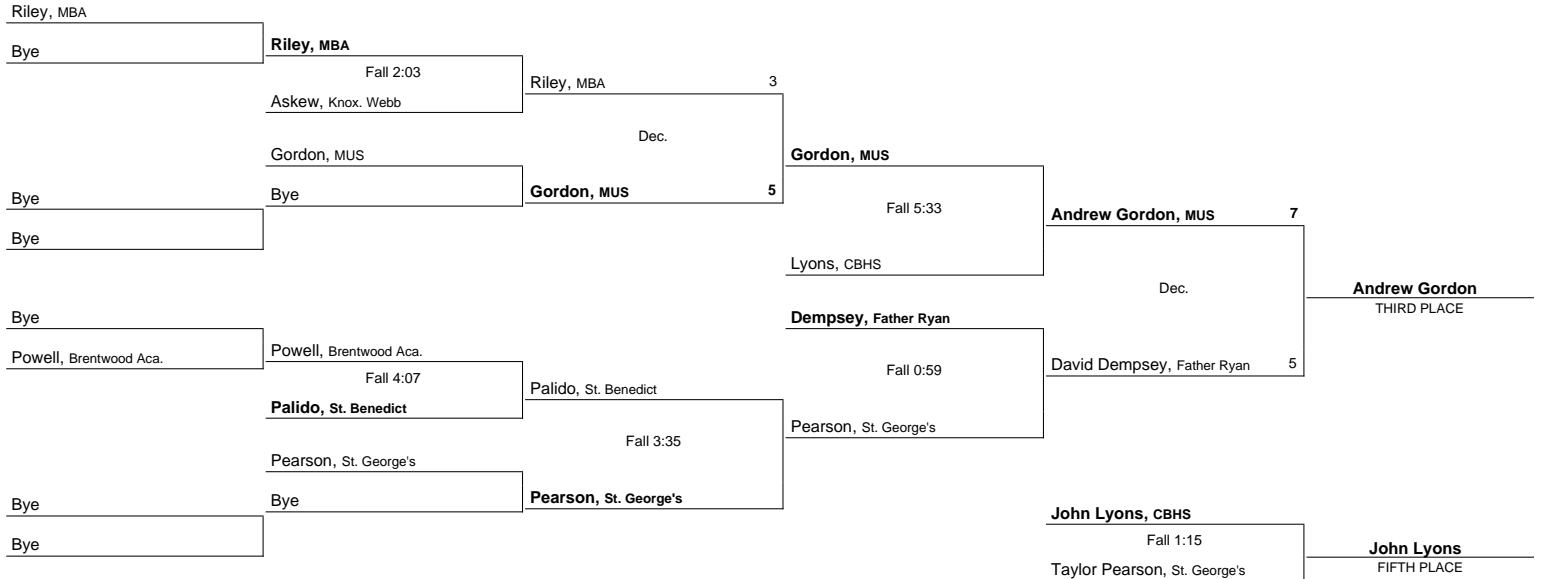 Riley, MBA
Bye
Riley, MBA
Fall 2:03
Askew, Knox. Webb
Riley, MBA 3
Dec.
Gordon, MUS
Bye
Gordon, MUS 5
Bye
Bye
Gordon, MUS
Fall 5:33
Lyons, CBHS
Andrew Gordon, MUS 7
Dec.
David Dempsey, Father Ryan 5
Andrew Gordon
THIRD PLACE
Bye
Powell, Brentwood Aca.
Powell, Brentwood Aca.
Fall 4:07
Palido, St. Benedict
Palido, St. Benedict
Fall 3:35
Pearson, St. George's
Bye
Pearson, St. George's
Bye
Bye
Dempsey, Father Ryan
Fall 0:59
Pearson, St. George's
John Lyons, CBHS
Fall 1:15
Taylor Pearson, St. George's
John Lyons
FIFTH PLACE